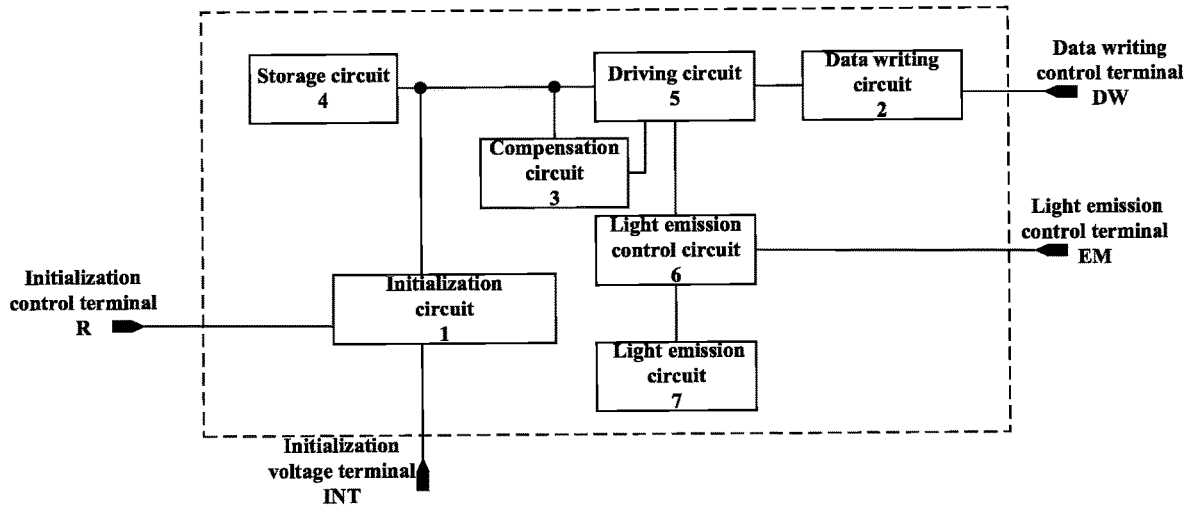 Storage circuit
4
Driving circuit
5
Data writing
circuit
2
Data writing
control terminal
DW
Compensation
circuit
3
Light emission
control circuit
6
Light emission
control terminal
EM
Initialization
control terminal
R
Initialization
circuit
1
Light emission
circuit
7
Initialization
voltage terminal
INT